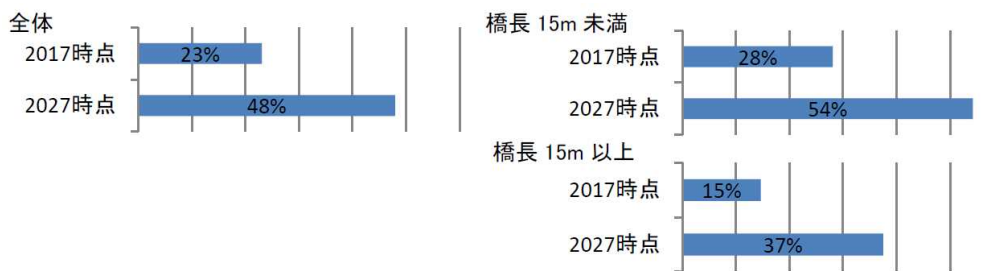 全体
2017時点 23%
2027時点 48%
橋長 15m 未満
2017時点 28%
2027時点 54%
橋長 15m 以上
2017時点 15%
2027時点 37%